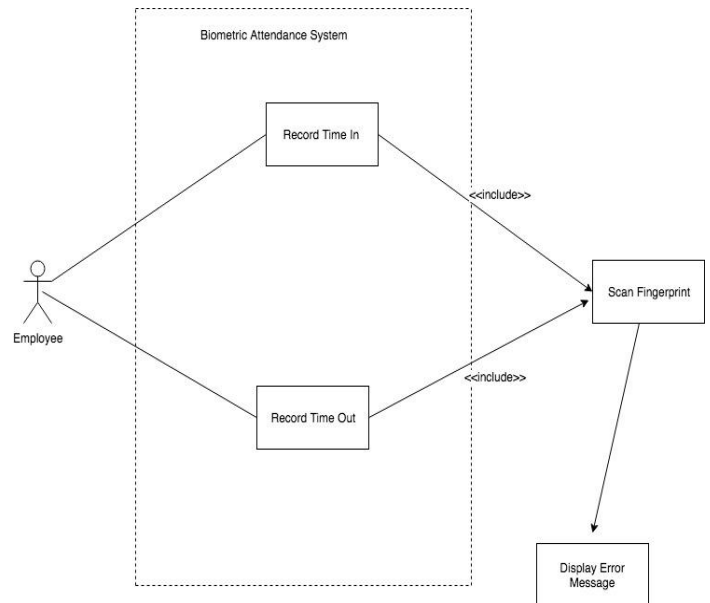 Biometric Attendance System
Record Time In
<<include>>
Scan Fingerprint
Employee
<<include>>
Record Time Out
Display Error
Message